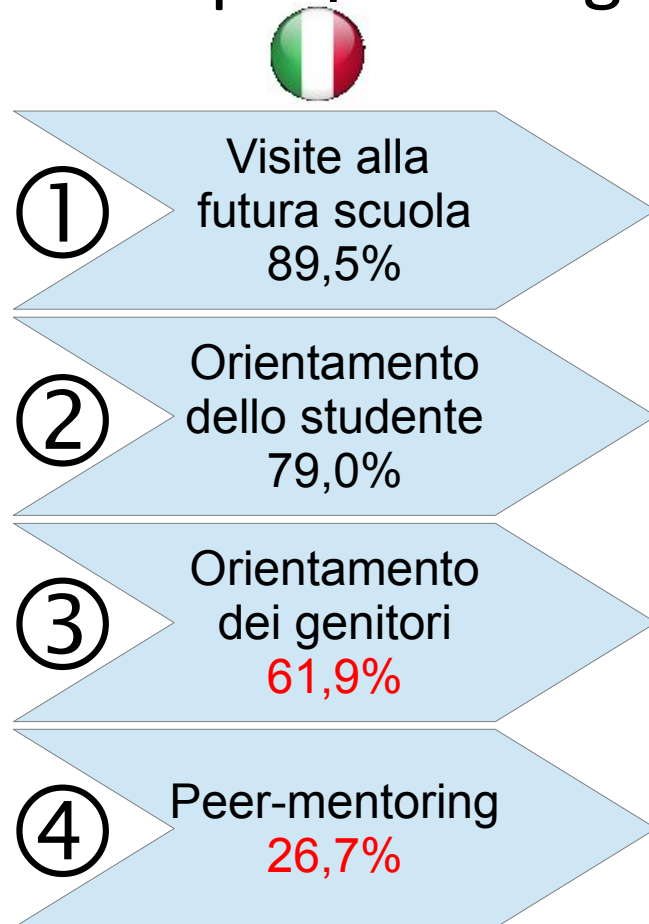 ①
Visite alla
futura scuola
89,5%
②
Orientamento
dello studente
79,0%
③
Orientamento
dei genitori
61,9%
④
Peer-mentoring
26,7%